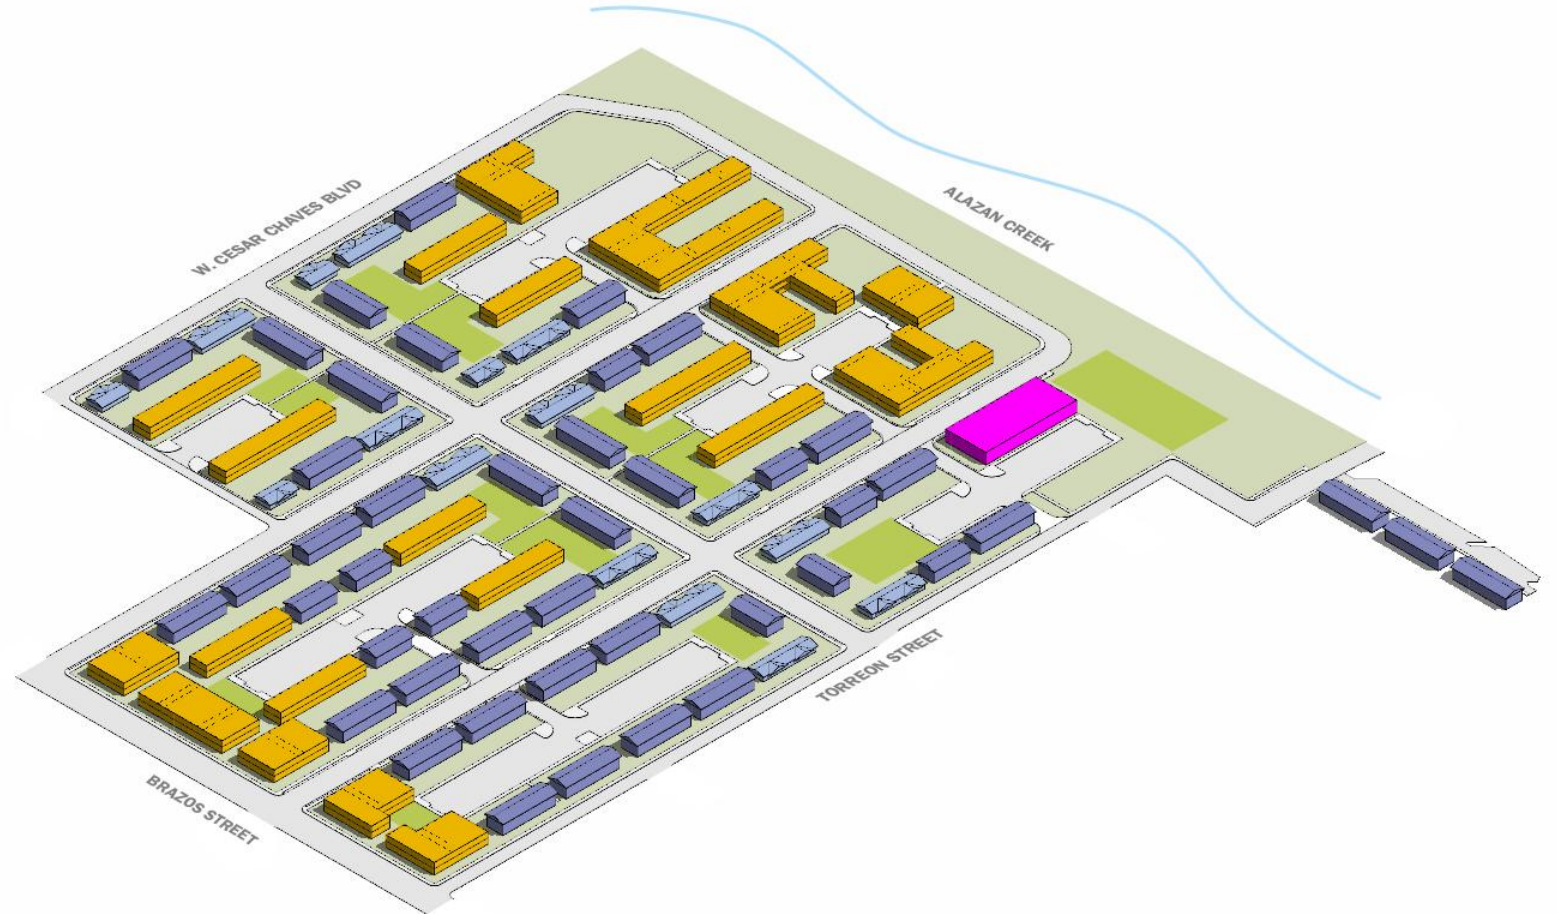 W. CESAR CHAVES BLVD
ALAZAN CREEK
TORREON STREET
BRAZOS STREET